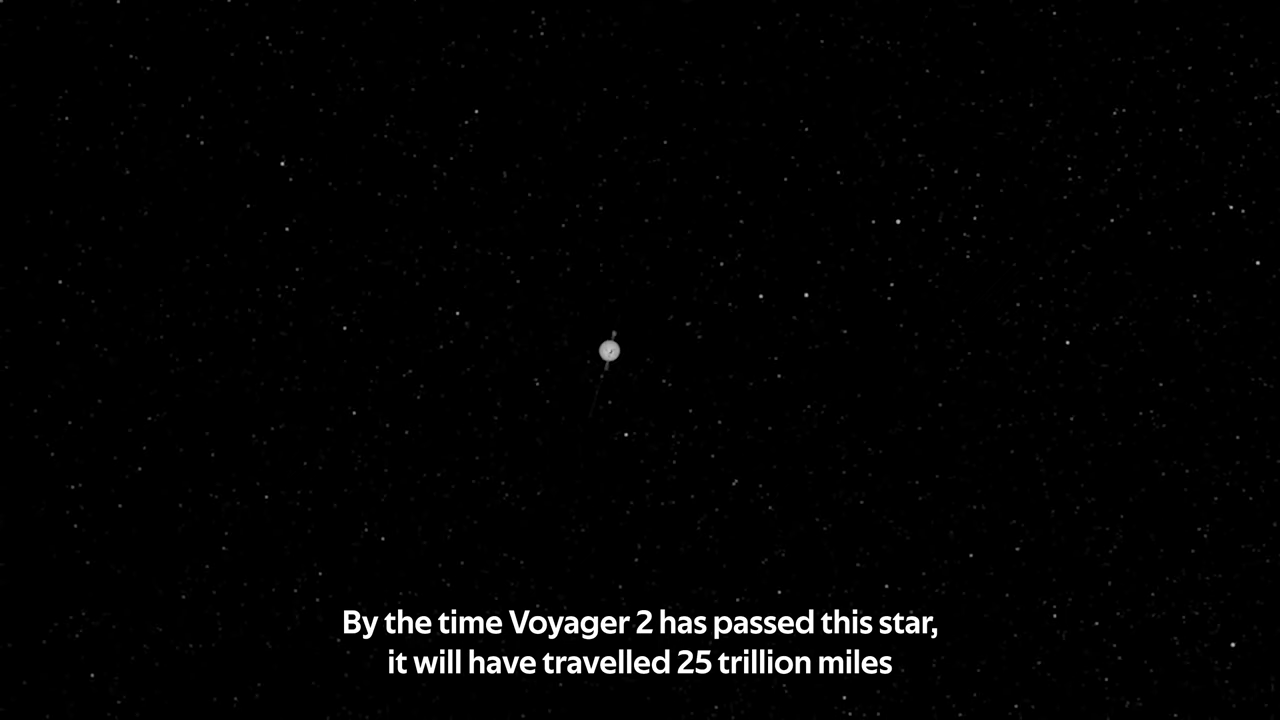 By the time Voyager 2 has passed this star,
it will have travelled 25 trillion miles